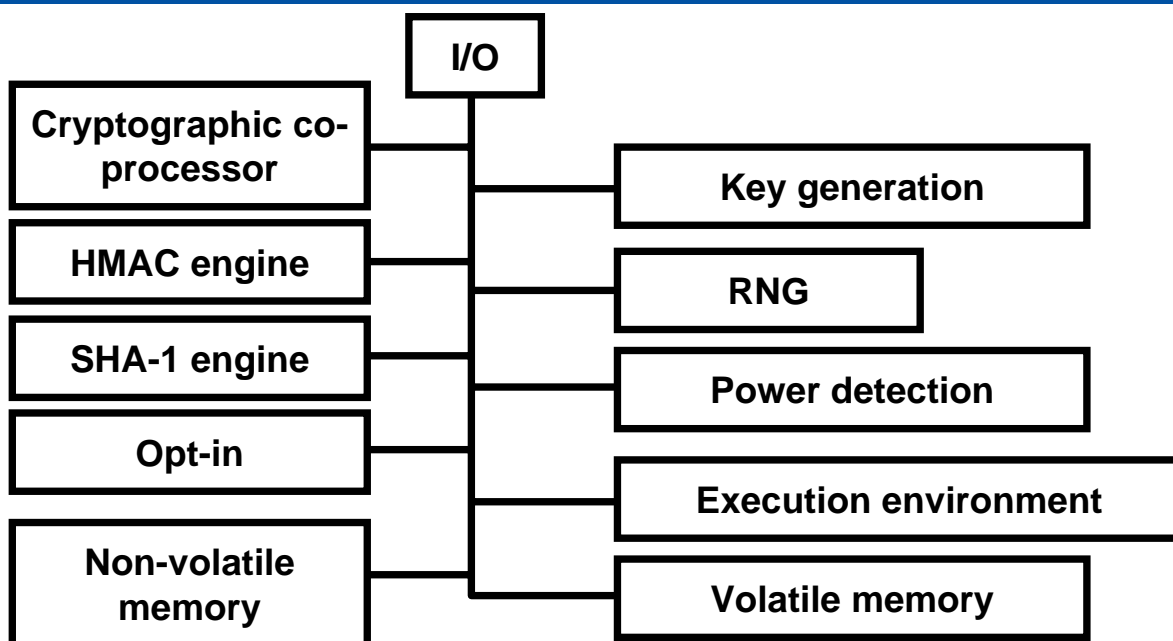 I/O
Cryptographic co-
processor
HMAC engine
SHA-1 engine
Opt-in
Non-volatile
memory
Key generation
RNG
Power detection
Execution environment
Volatile memory